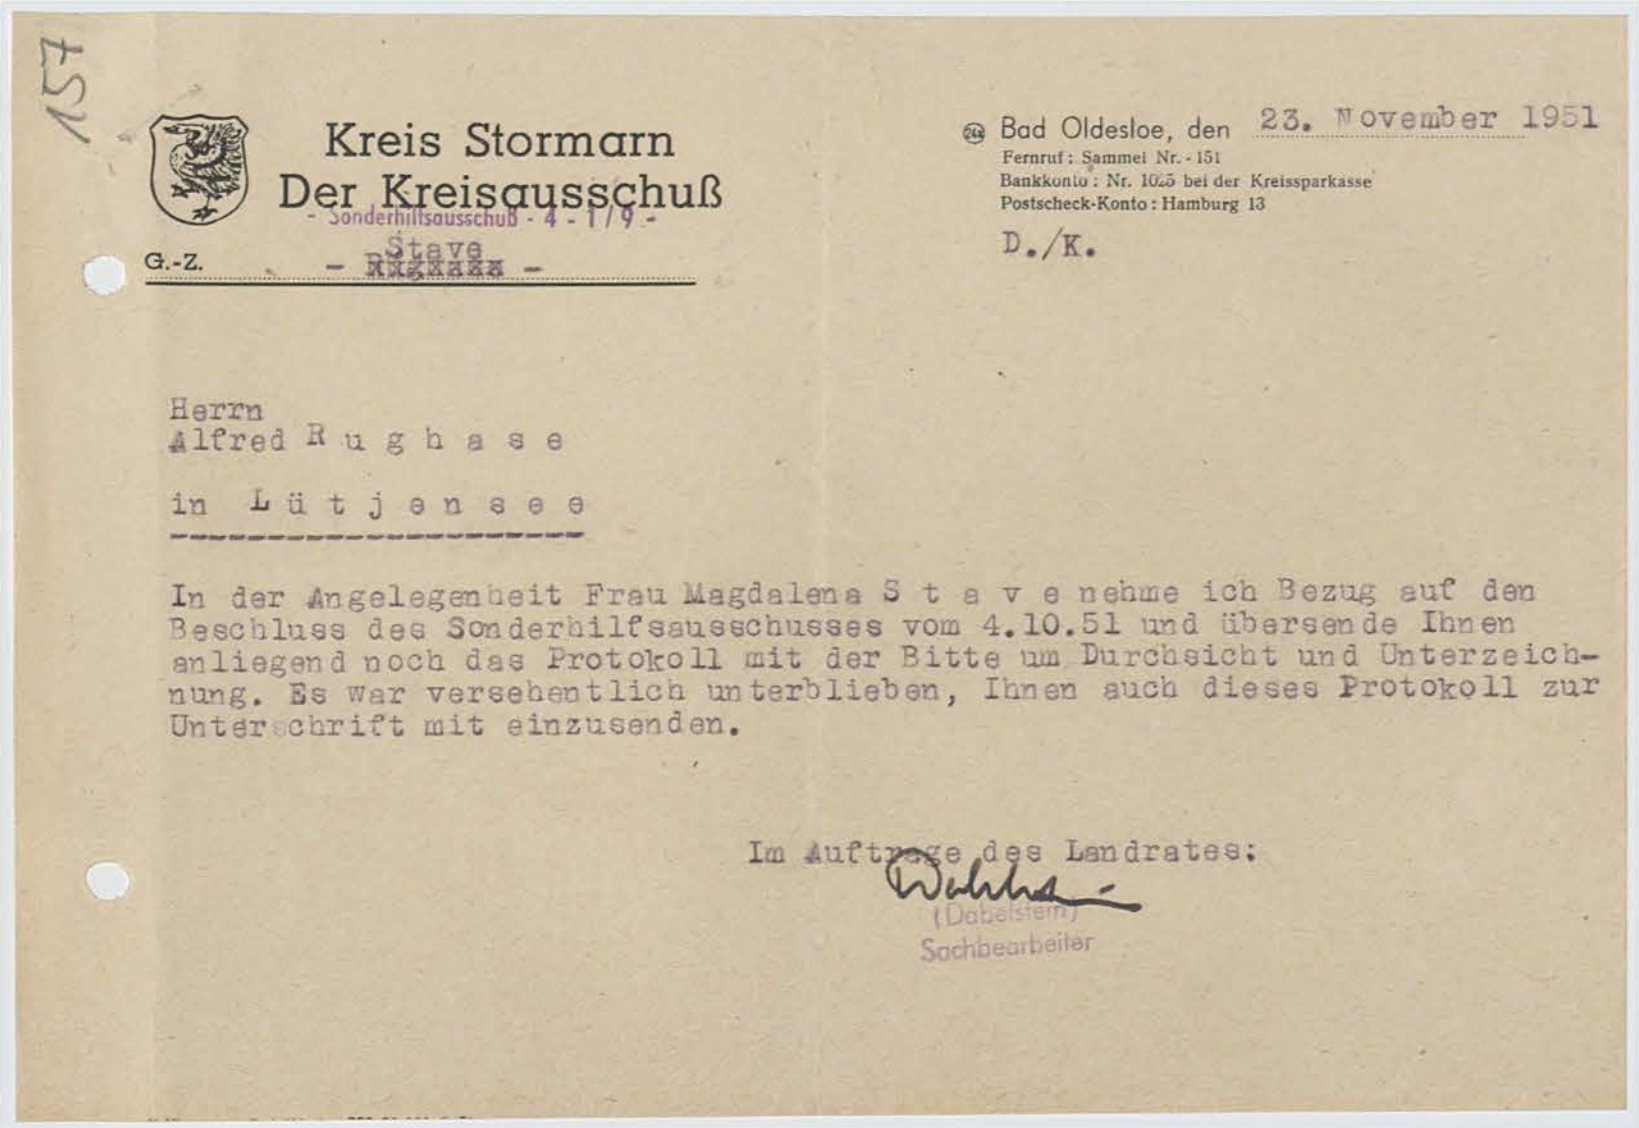 157
Kreis Stormarn
Der Kreisausschuß
- Sonderhilfsausschuß - 4 - 1/9 -
Stave
G.-Z.
24a Bad Oldesloe, den 23. November 1951
Fernruf: Sammel Nr. - 151
Bankkonto: Nr. 1025 bei der Kreissparkasse
Postscheck-Konto: Hamburg 13
D./K.
Herrn
Alfred R u g h a s e
in L ü t j e n s e e
In der Angelegenheit Frau Magdalena S t a v e nehme ich Bezug auf den
Beschluss des Sonderhilfsausschusses vom 4.10.51 und übersende Ihnen
anliegend noch das Protokoll mit der Bitte um Durchsicht und Unterzeich-
nung. Es war versehentlich unterblieben, Ihnen auch dieses Protokoll zur
Unterschrift mit einzusenden.
Im Auftrage des Landrates:
(Dabelstein)
Sachbearbeiter